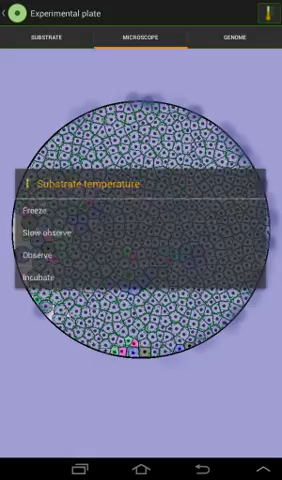 Experimental plate
SUBSTRATE
MICROSCOPE
GENOME
Substrate temperature
Freeze
Slow observe
Observe
Incubate